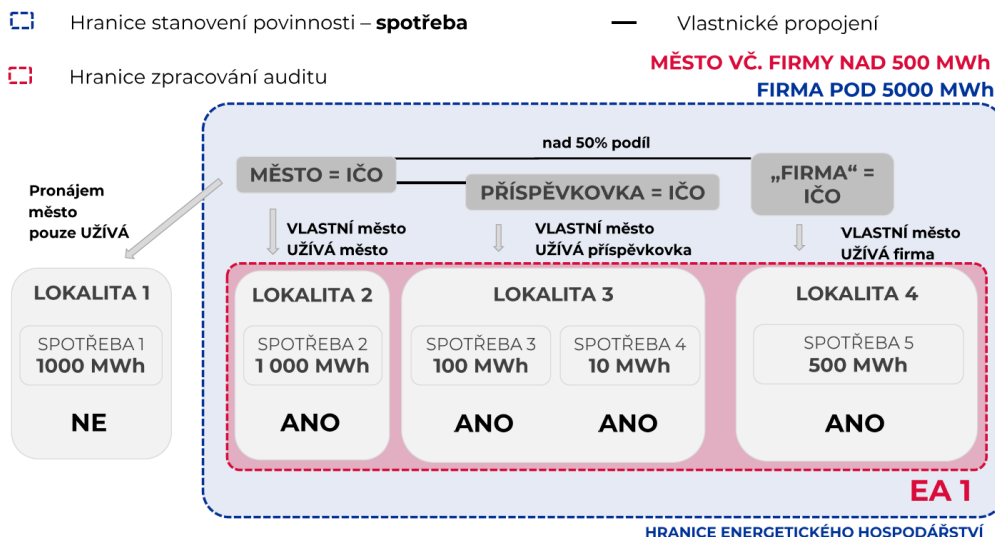 Hranice stanovení povinnosti – spotřeba
Vlastnické propojení
Hranice zpracování auditu
MĚSTO VČ. FIRMY NAD 500 MWh
FIRMA POD 5000 MWh
nad 50% podíl
MĚSTO = IČO
PŘÍSPĚVKOVKA = IČO
„FIRMA“ =
IČO
Pronájem
město
pouze UŽÍVÁ
VLASTNÍ město
UŽÍVÁ město
VLASTNÍ město
UŽÍVÁ příspěvkovka
VLASTNÍ město
UŽÍVÁ firma
LOKALITA 1
SPOTŘEBA 1
1000 MWh
NE
LOKALITA 2
SPOTŘEBA 2
1 000 MWh
ANO
LOKALITA 3
SPOTŘEBA 3
100 MWh
ANO
SPOTŘEBA 4
10 MWh
ANO
LOKALITA 4
SPOTŘEBA 5
500 MWh
ANO
EA 1
HRANICE ENERGETICKÉHO HOSPODÁŘSTVÍ